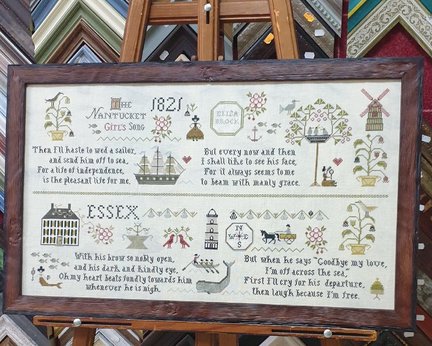 The
Nantucket
Girl's Song
1821
ELIZA
BROCK
Then I'll haste to wed a sailor,
and send him off to sea,
For a life of independence,
is the pleasant life for me.
But every now and then
I shall like to see his face,
For it always seems to me
to beam with manly grace.
ESSEX
N
W E
S
With his brow so nobly open,
and his dark and kindly eye,
Oh my heart beats fondly towards him
whenever he is nigh.
But when he says "Goodbye my love,
I'm off across the sea,"
First I'll cry for his departure,
then laugh because I'm free.